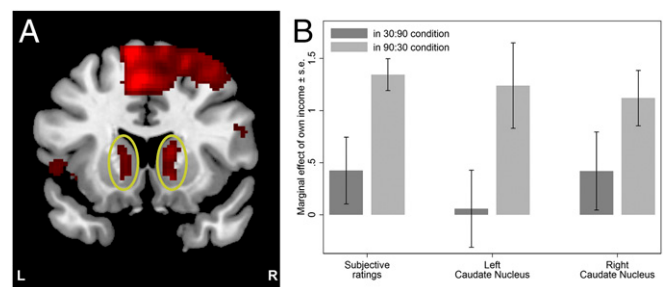 A
L
R
B
in 30:90 condition
in 90:30 condition
Marginal effect of own income ± s.e.
1.5
1
.5
0
Subjective
ratings
Left
Caudate Nucleus
Right
Caudate Nucleus